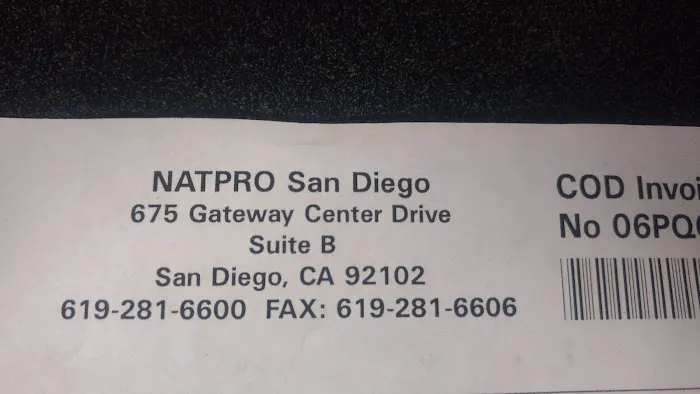 NATPRO San Diego
675 Gateway Center Drive
Suite B
San Diego, CA 92102
619-281-6600 FAX: 619-281-6606
COD Invoi
No 06PQ